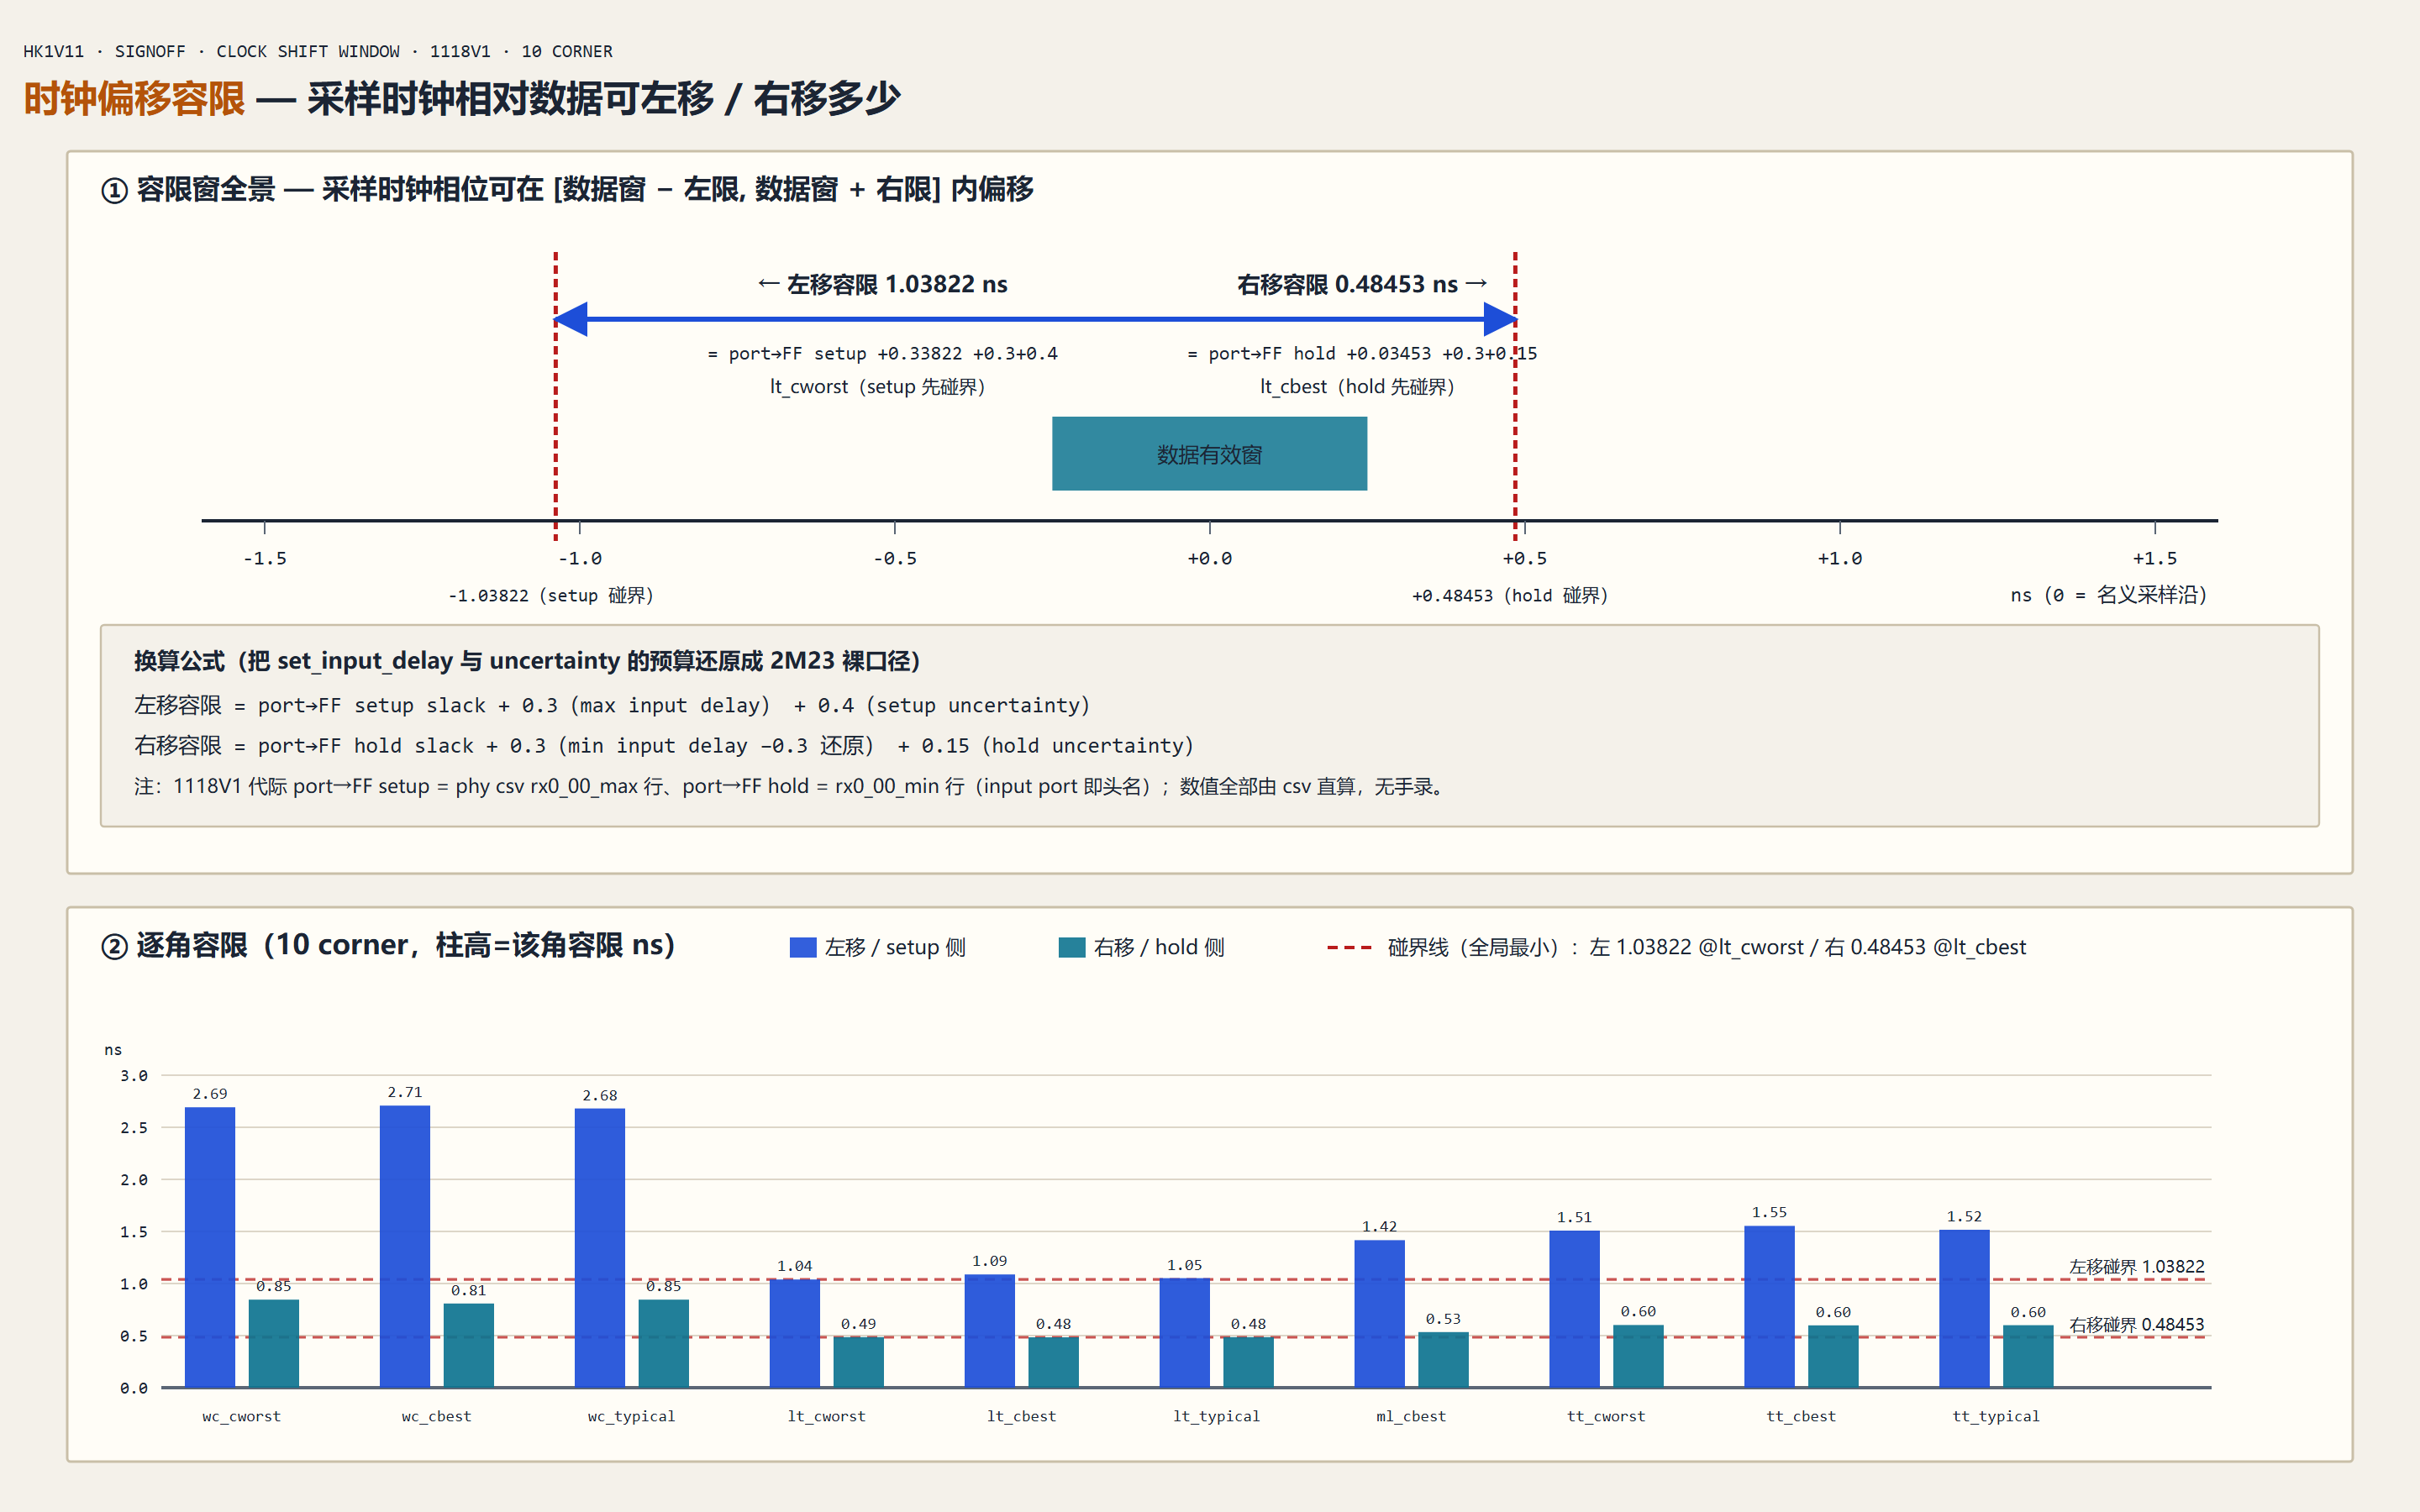 HK1V11 · SIGNOFF · CLOCK SHIFT WINDOW · 1118V1 · 10 CORNER
时钟偏移容限 — 采样时钟相对数据可左移 / 右移多少
① 容限窗全景 — 采样时钟相位可在 [数据窗 − 左限, 数据窗 + 右限] 内偏移
← 左移容限 1.03822 ns
右移容限 0.48453 ns →
= port→FF setup +0.33822 +0.3+0.4
= port→FF hold +0.03453 +0.3+0.15
lt_cworst（setup 先碰界）
lt_cbest（hold 先碰界）
数据有效窗
-1.5
-1.0
-0.5
+0.0
+0.5
+1.0
+1.5
-1.03822（setup 碰界）
+0.48453（hold 碰界）
ns（0 = 名义采样沿）
换算公式（把 set_input_delay 与 uncertainty 的预算还原成 2M23 裸口径）
左移容限 = port→FF setup slack + 0.3（max input delay） + 0.4（setup uncertainty）
右移容限 = port→FF hold slack + 0.3（min input delay −0.3 还原） + 0.15（hold uncertainty）
注：1118V1 代际 port→FF setup = phy csv rx0_00_max 行、port→FF hold = rx0_00_min 行（input port 即头名）；数值全部由 csv 直算，无手录。
② 逐角容限（10 corner，柱高=该角容限 ns）
左移 / setup 侧
右移 / hold 侧
碰界线（全局最小）：左 1.03822 @lt_cworst / 右 0.48453 @lt_cbest
ns
3.0
2.5
2.0
1.5
1.0
0.5
0.0
2.69
0.85
2.71
0.81
2.68
0.85
1.04
0.49
1.09
0.48
1.05
0.48
1.42
0.53
1.51
0.60
1.55
0.60
1.52
0.60
左移碰界 1.03822
右移碰界 0.48453
wc_cworst
wc_cbest
wc_typical
lt_cworst
lt_cbest
lt_typical
ml_cbest
tt_cworst
tt_cbest
tt_typical